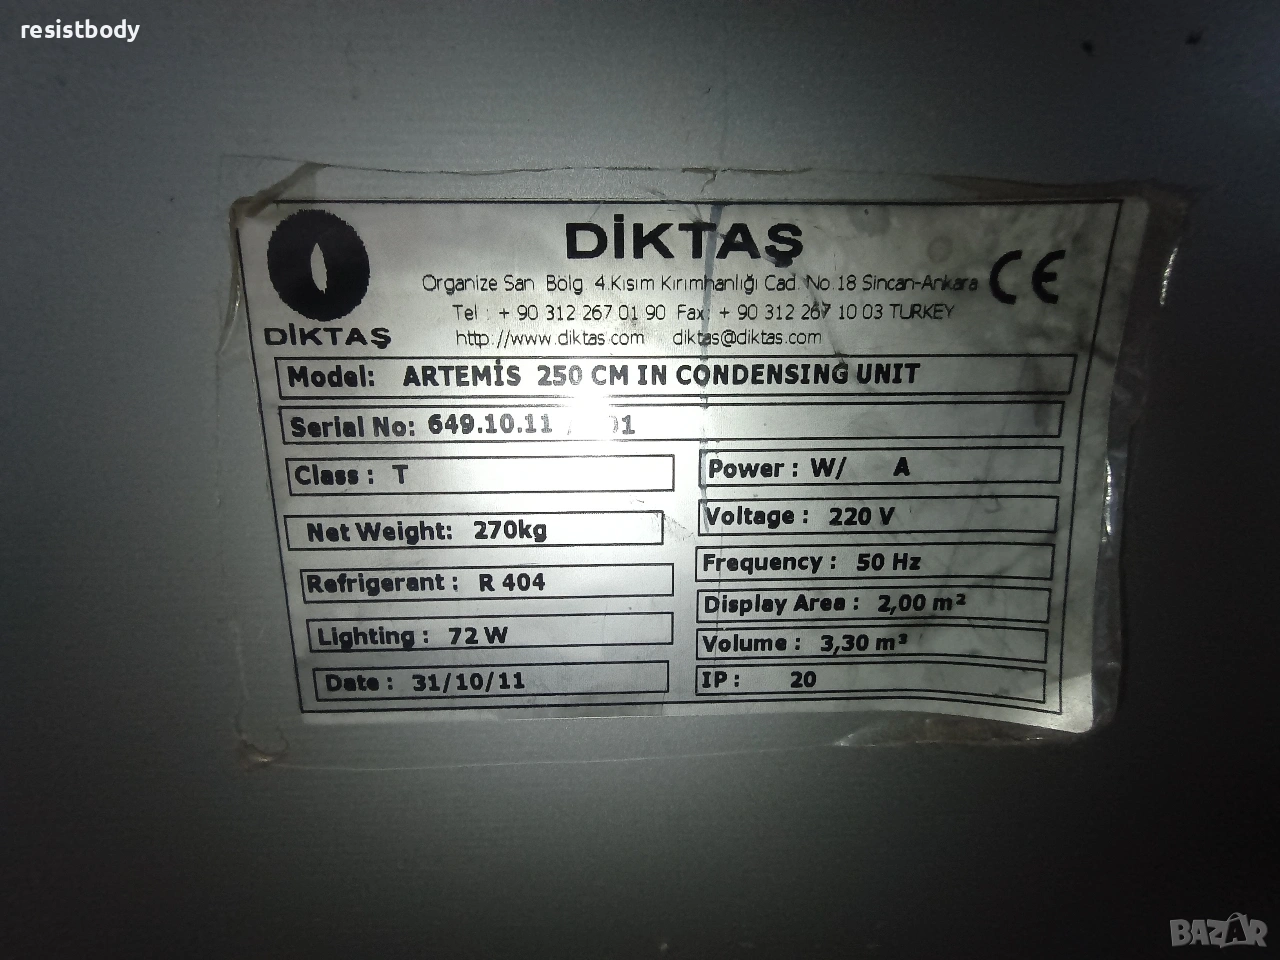 resistbody
DİKTAŞ
Organize San Bölg. 4.Kısım Kırımhanlığı Cad. No.18 Sincan-Ankara
CE
Tel : + 90 312 267 01 90 Fax: + 90 312 267 10 03 TURKEY
DİKTAŞ
http://www.diktas.com diktas@diktas.com
Model: ARTEMİS 250 CM IN CONDENSING UNIT
Serial No: 649.10.11 / 01
Class : T
Power : W/ A
Net Weight: 270kg
Voltage : 220 V
Refrigerant : R 404
Frequency : 50 Hz
Display Area : 2,00 m²
Lighting : 72 W
Volume : 3,30 m³
Date : 31/10/11
IP : 20
BAZAR